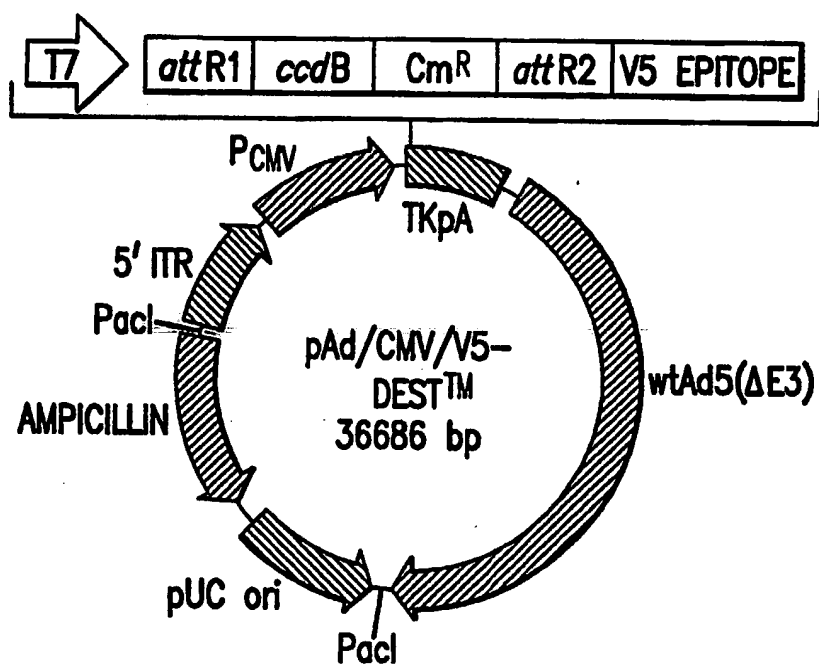 T7 attR1 ccdB CmR attR2 V5 EPITOPE
PCMV
TKpA
5' ITR
PacI
pAd/CMV/V5-
DEST™
36686 bp
wtAd5(ΔE3)
AMPICILLIN
pUC ori
PacI